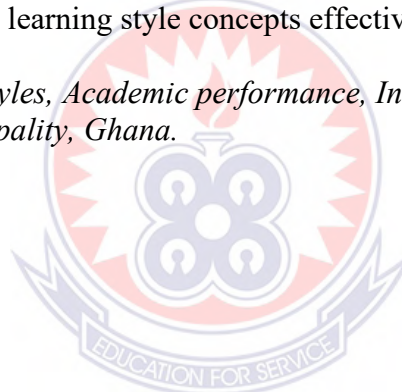 learning style concepts effectiv
yles, Academic performance, In
pality, Ghana.
EDUCATION FOR SERVICE